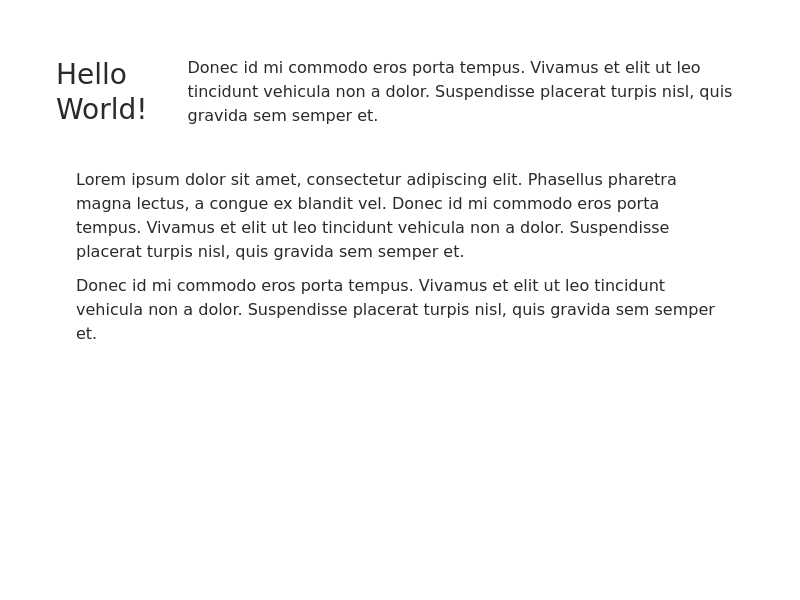 Hello
World!
Donec id mi commodo eros porta tempus. Vivamus et elit ut leo
tincidunt vehicula non a dolor. Suspendisse placerat turpis nisl, quis
gravida sem semper et.
Lorem ipsum dolor sit amet, consectetur adipiscing elit. Phasellus pharetra
magna lectus, a congue ex blandit vel. Donec id mi commodo eros porta
tempus. Vivamus et elit ut leo tincidunt vehicula non a dolor. Suspendisse
placerat turpis nisl, quis gravida sem semper et.
Donec id mi commodo eros porta tempus. Vivamus et elit ut leo tincidunt
vehicula non a dolor. Suspendisse placerat turpis nisl, quis gravida sem semper
et.